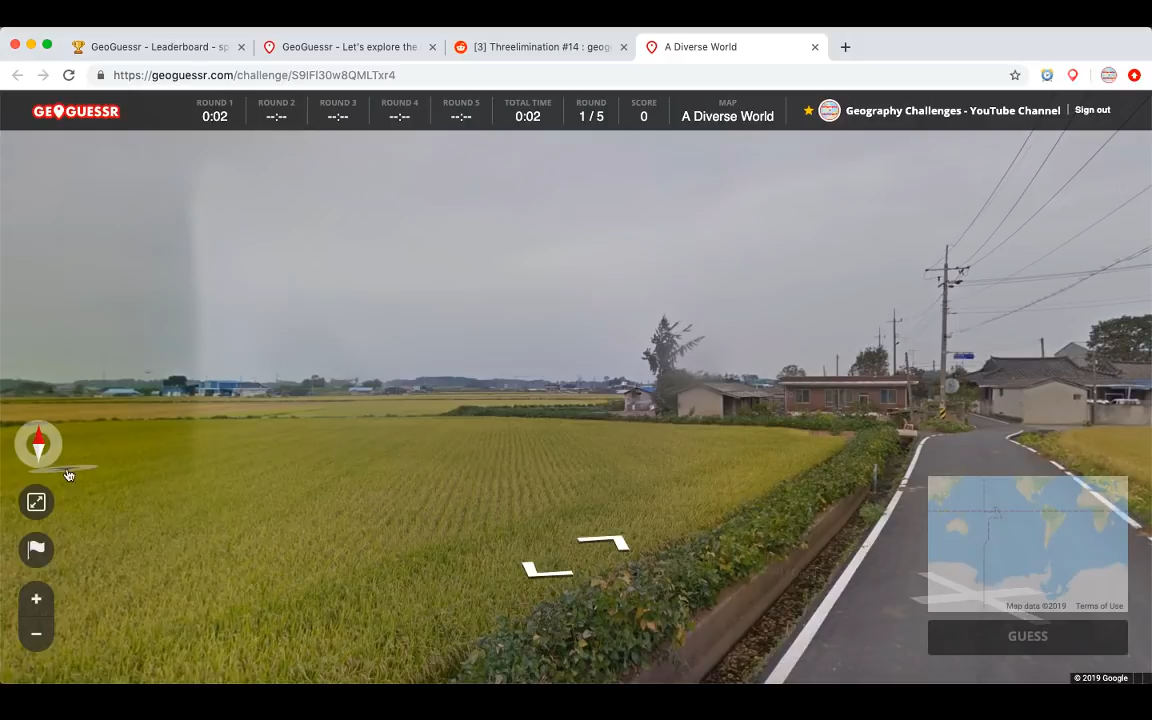 GeoGuessr - Leaderboard - sp
GeoGuessr - Let's explore the
[3] Threelimination #14 : geog
A Diverse World
https://geoguessr.com/challenge/S9IFl30w8QMLTxr4
GEOGUESSR
ROUND 1
0:02
ROUND 2
--:--
ROUND 3
--:--
ROUND 4
--:--
ROUND 5
--:--
TOTAL TIME
0:02
ROUND
1 / 5
SCORE
0
MAP
A Diverse World
Geography Challenges - YouTube Channel
Sign out
Map data ©2019
Terms of Use
GUESS
© 2019 Google